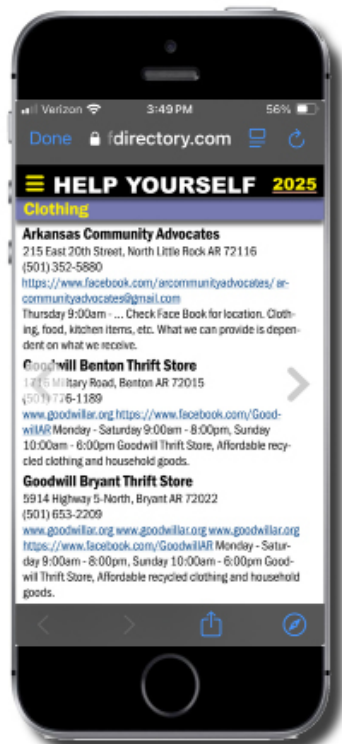 Verizon 3:49 PM 56%
Done fdirectory.com
HELP YOURSELF 2025
Clothing
Arkansas Community Advocates
215 East 20th Street, North Little Rock AR 72116
(501) 352-5880
https://www.facebook.com/arcommunityadvocates/ ar-
communityadvocates@gmail.com
Thursday 9:00am - ... Check Face Book for location. Cloth-
ing, food, kitchen items, etc. What we can provide is depen-
dent on what we receive.
Goodwill Benton Thrift Store
1716 Military Road, Benton AR 72015
(501) 776-1189
www.goodwillar.org https://www.facebook.com/Good-
willAR Monday - Saturday 9:00am - 8:00pm, Sunday
10:00am - 6:00pm Goodwill Thrift Store, Affordable recy-
cled clothing and household goods.
Goodwill Bryant Thrift Store
5914 Highway 5-North, Bryant AR 72022
(501) 653-2209
www.goodwillar.org www.goodwillar.org www.goodwillar.org
https://www.facebook.com/GoodwillAR Monday - Satur-
day 9:00am - 8:00pm, Sunday 10:00am - 6:00pm Good-
will Thrift Store, Affordable recycled clothing and household
goods.